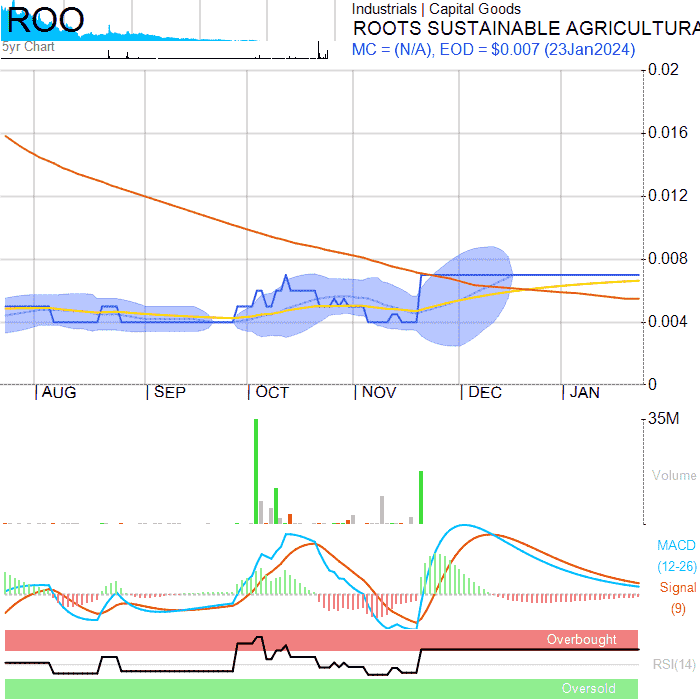 ROO
5yr Chart
Industrials | Capital Goods
ROOTS SUSTAINABLE AGRICULTURA
MC = (N/A), EOD = $0.007 (23Jan2024)
0.02
0.016
0.012
0.008
0.004
0
AUG SEP OCT NOV DEC JAN
35M
Volume
MACD
(12-26)
Signal
(9)
Overbought
RSI(14)
Oversold